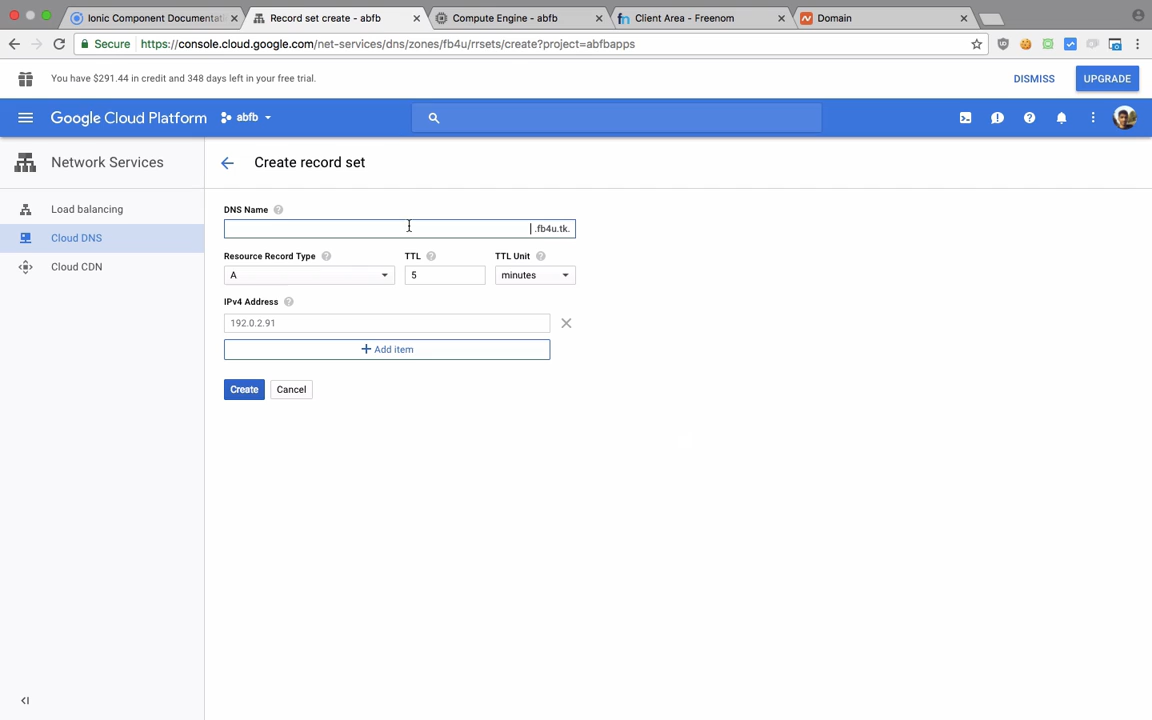 Ionic Component Documentati
Record set create - abfb
Compute Engine - abfb
Client Area - Freenom
Domain
Secure
https://console.cloud.google.com/net-services/dns/zones/fb4u/rrsets/create?project=abfbapps
You have $291.44 in credit and 348 days left in your free trial.
DISMISS
UPGRADE
Google Cloud Platform
abfb
Network Services
Create record set
Load balancing
Cloud DNS
Cloud CDN
DNS Name
.fb4u.tk.
Resource Record Type
TTL
TTL Unit
A
5
minutes
IPv4 Address
192.0.2.91
Add item
Create
Cancel